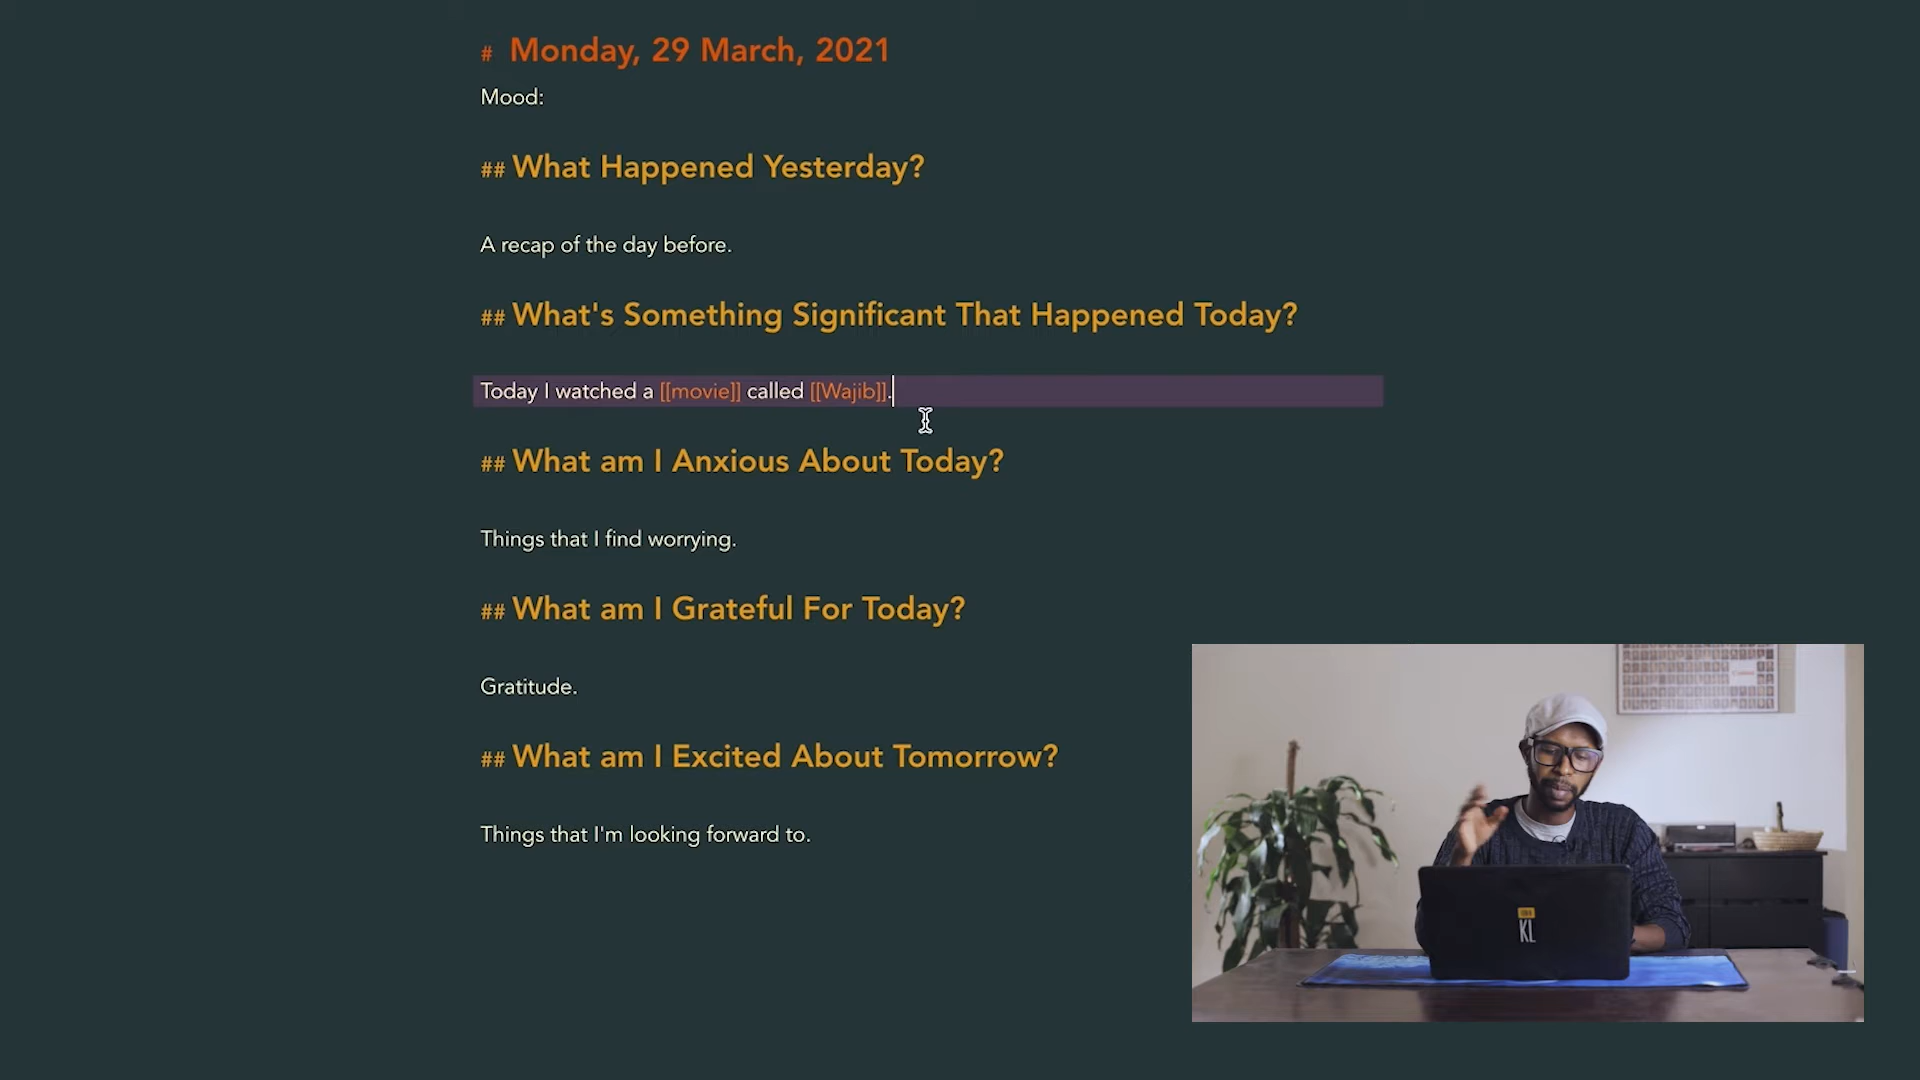 # Monday, 29 March, 2021
Mood:
## What Happened Yesterday?
A recap of the day before.
## What's Something Significant That Happened Today?
Today I watched a [[movie]] called [[Wajib]].
## What am I Anxious About Today?
Things that I find worrying.
## What am I Grateful For Today?
Gratitude.
## What am I Excited About Tomorrow?
Things that I'm looking forward to.
KL